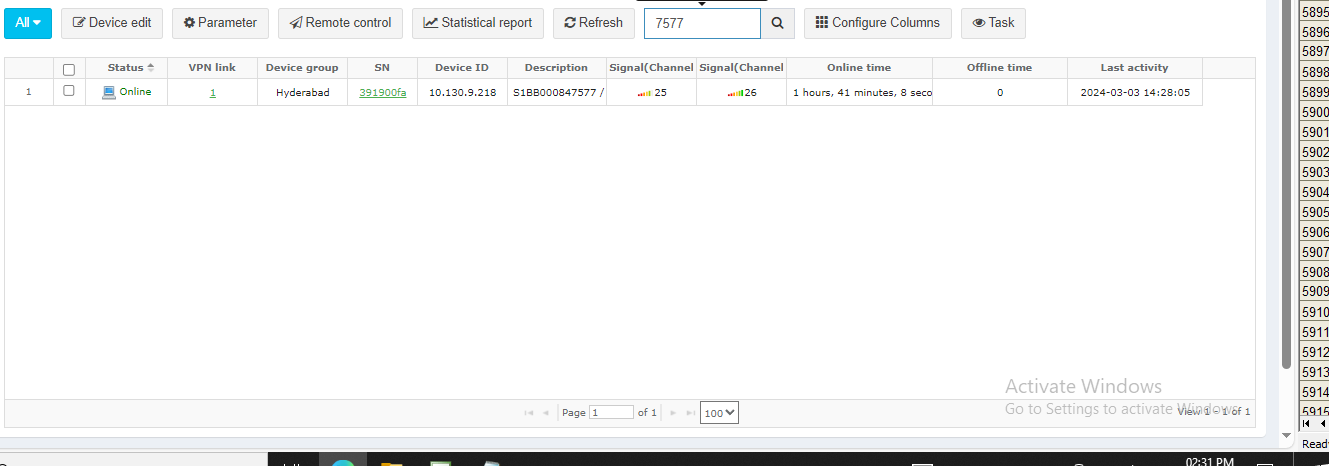 All Device edit Parameter Remote control Statistical report Refresh 7577 Configure Columns Task
Status VPN link Device group SN Device ID Description Signal(Channel Signal(Channel Online time Offline time Last activity
1 Online 1 Hyderabad 391900fa 10.130.9.218 S1BB000847577 / 25 26 1 hours, 41 minutes, 8 seco 0 2024-03-03 14:28:05
Activate Windows
Go to Settings to activate Windows.
Page 1 of 1 100 View 1 - 1 of 1
5895
5896
5897
5898
5899
5900
5901
5902
5903
5904
5905
5906
5907
5908
5909
5910
5911
5912
5913
5914
5915
Ready
02:31 PM